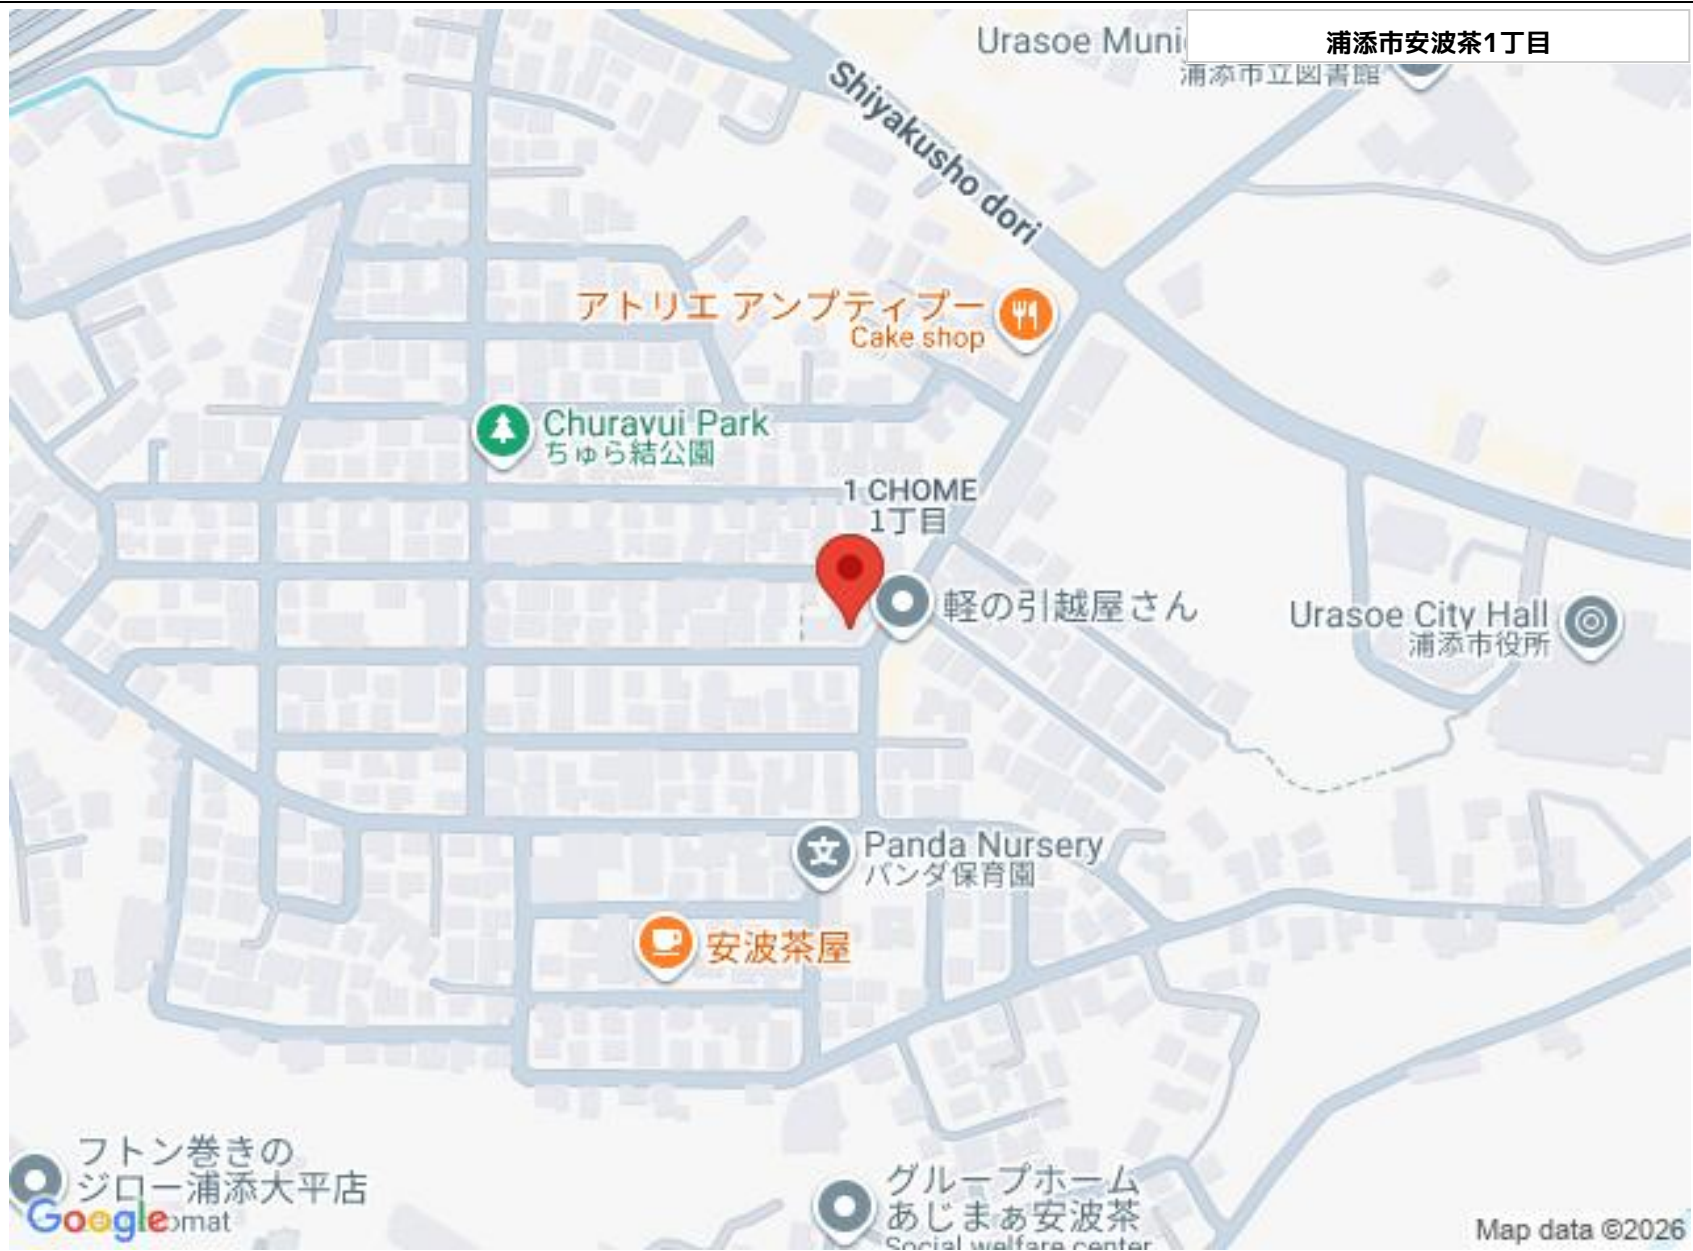 浦添市安波茶1丁目
Urasoe Muni
浦添市立図書館
Shiyakusho dori
アトリエ アンプティプー
Cake shop
Churavui Park
ちゅら結公園
1 CHOME
1丁目
軽の引越屋さん
Urasoe City Hall
浦添市役所
Panda Nursery
パンダ保育園
安波茶屋
フトン巻きの
ジロー浦添大平店
omat
グループホーム
あじまぁ安波茶
Social welfare center
Google
Map data ©2026